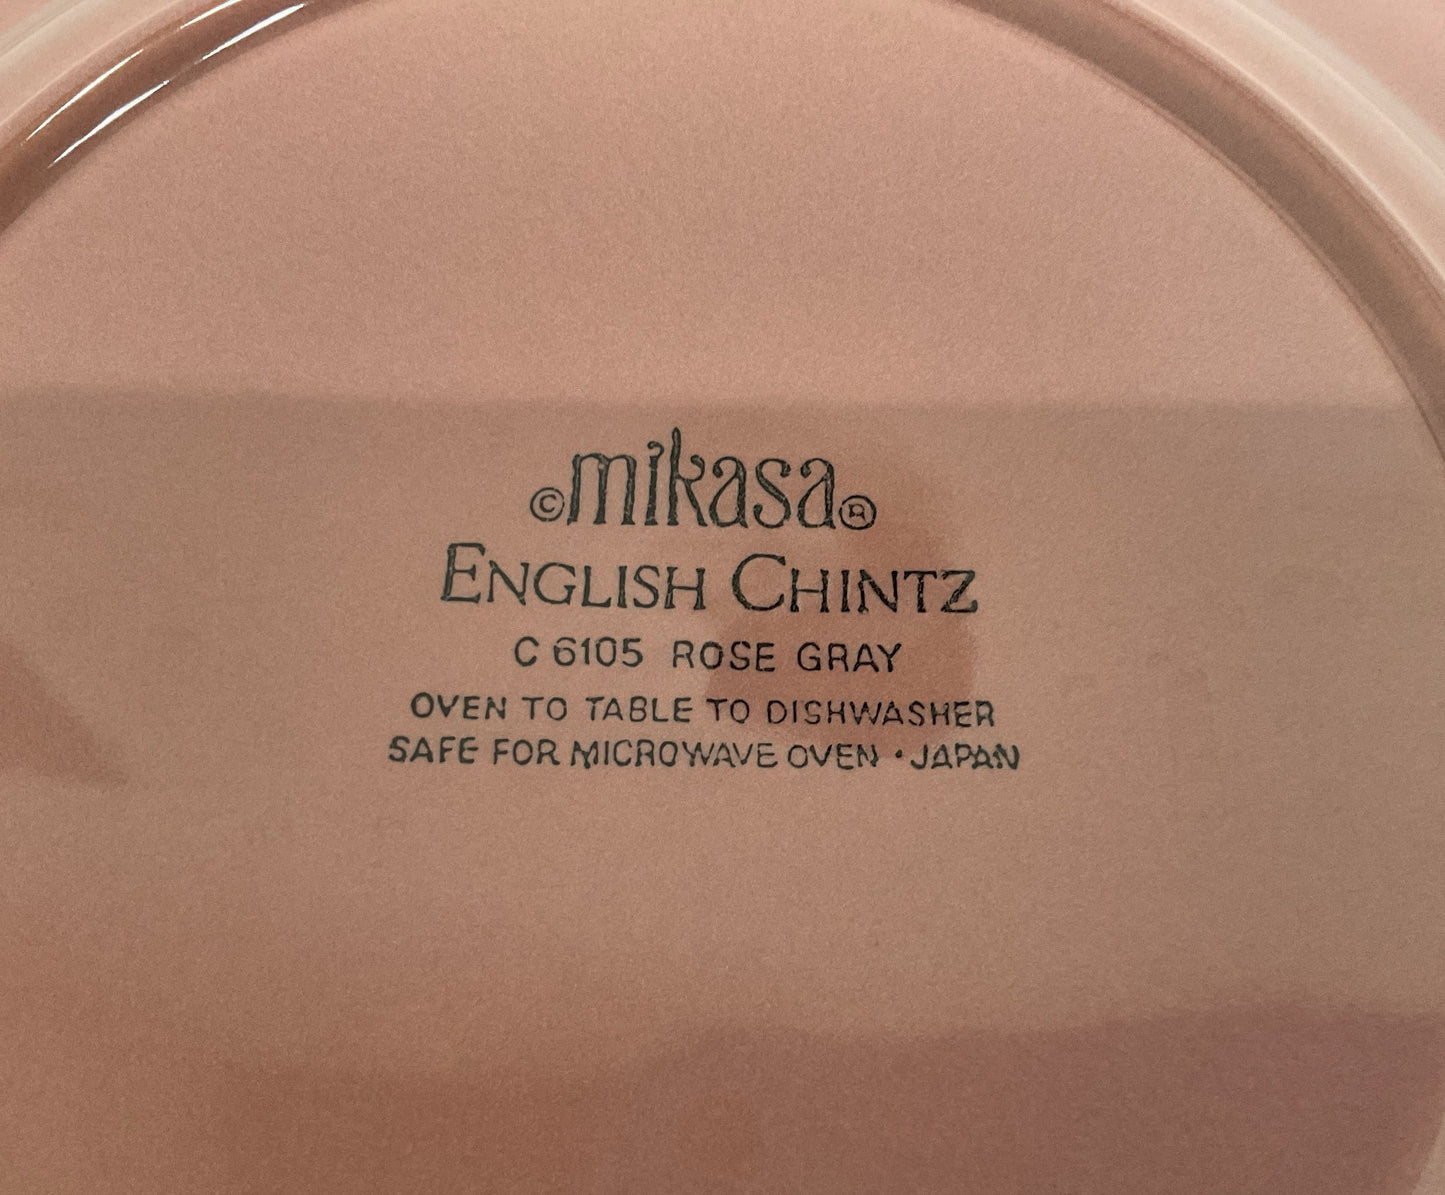 ©mikasa®
ENGLISH CHINTZ
C 6105 ROSE GRAY
OVEN TO TABLE TO DISHWASHER
SAFE FOR MICROWAVE OVEN • JAPAN